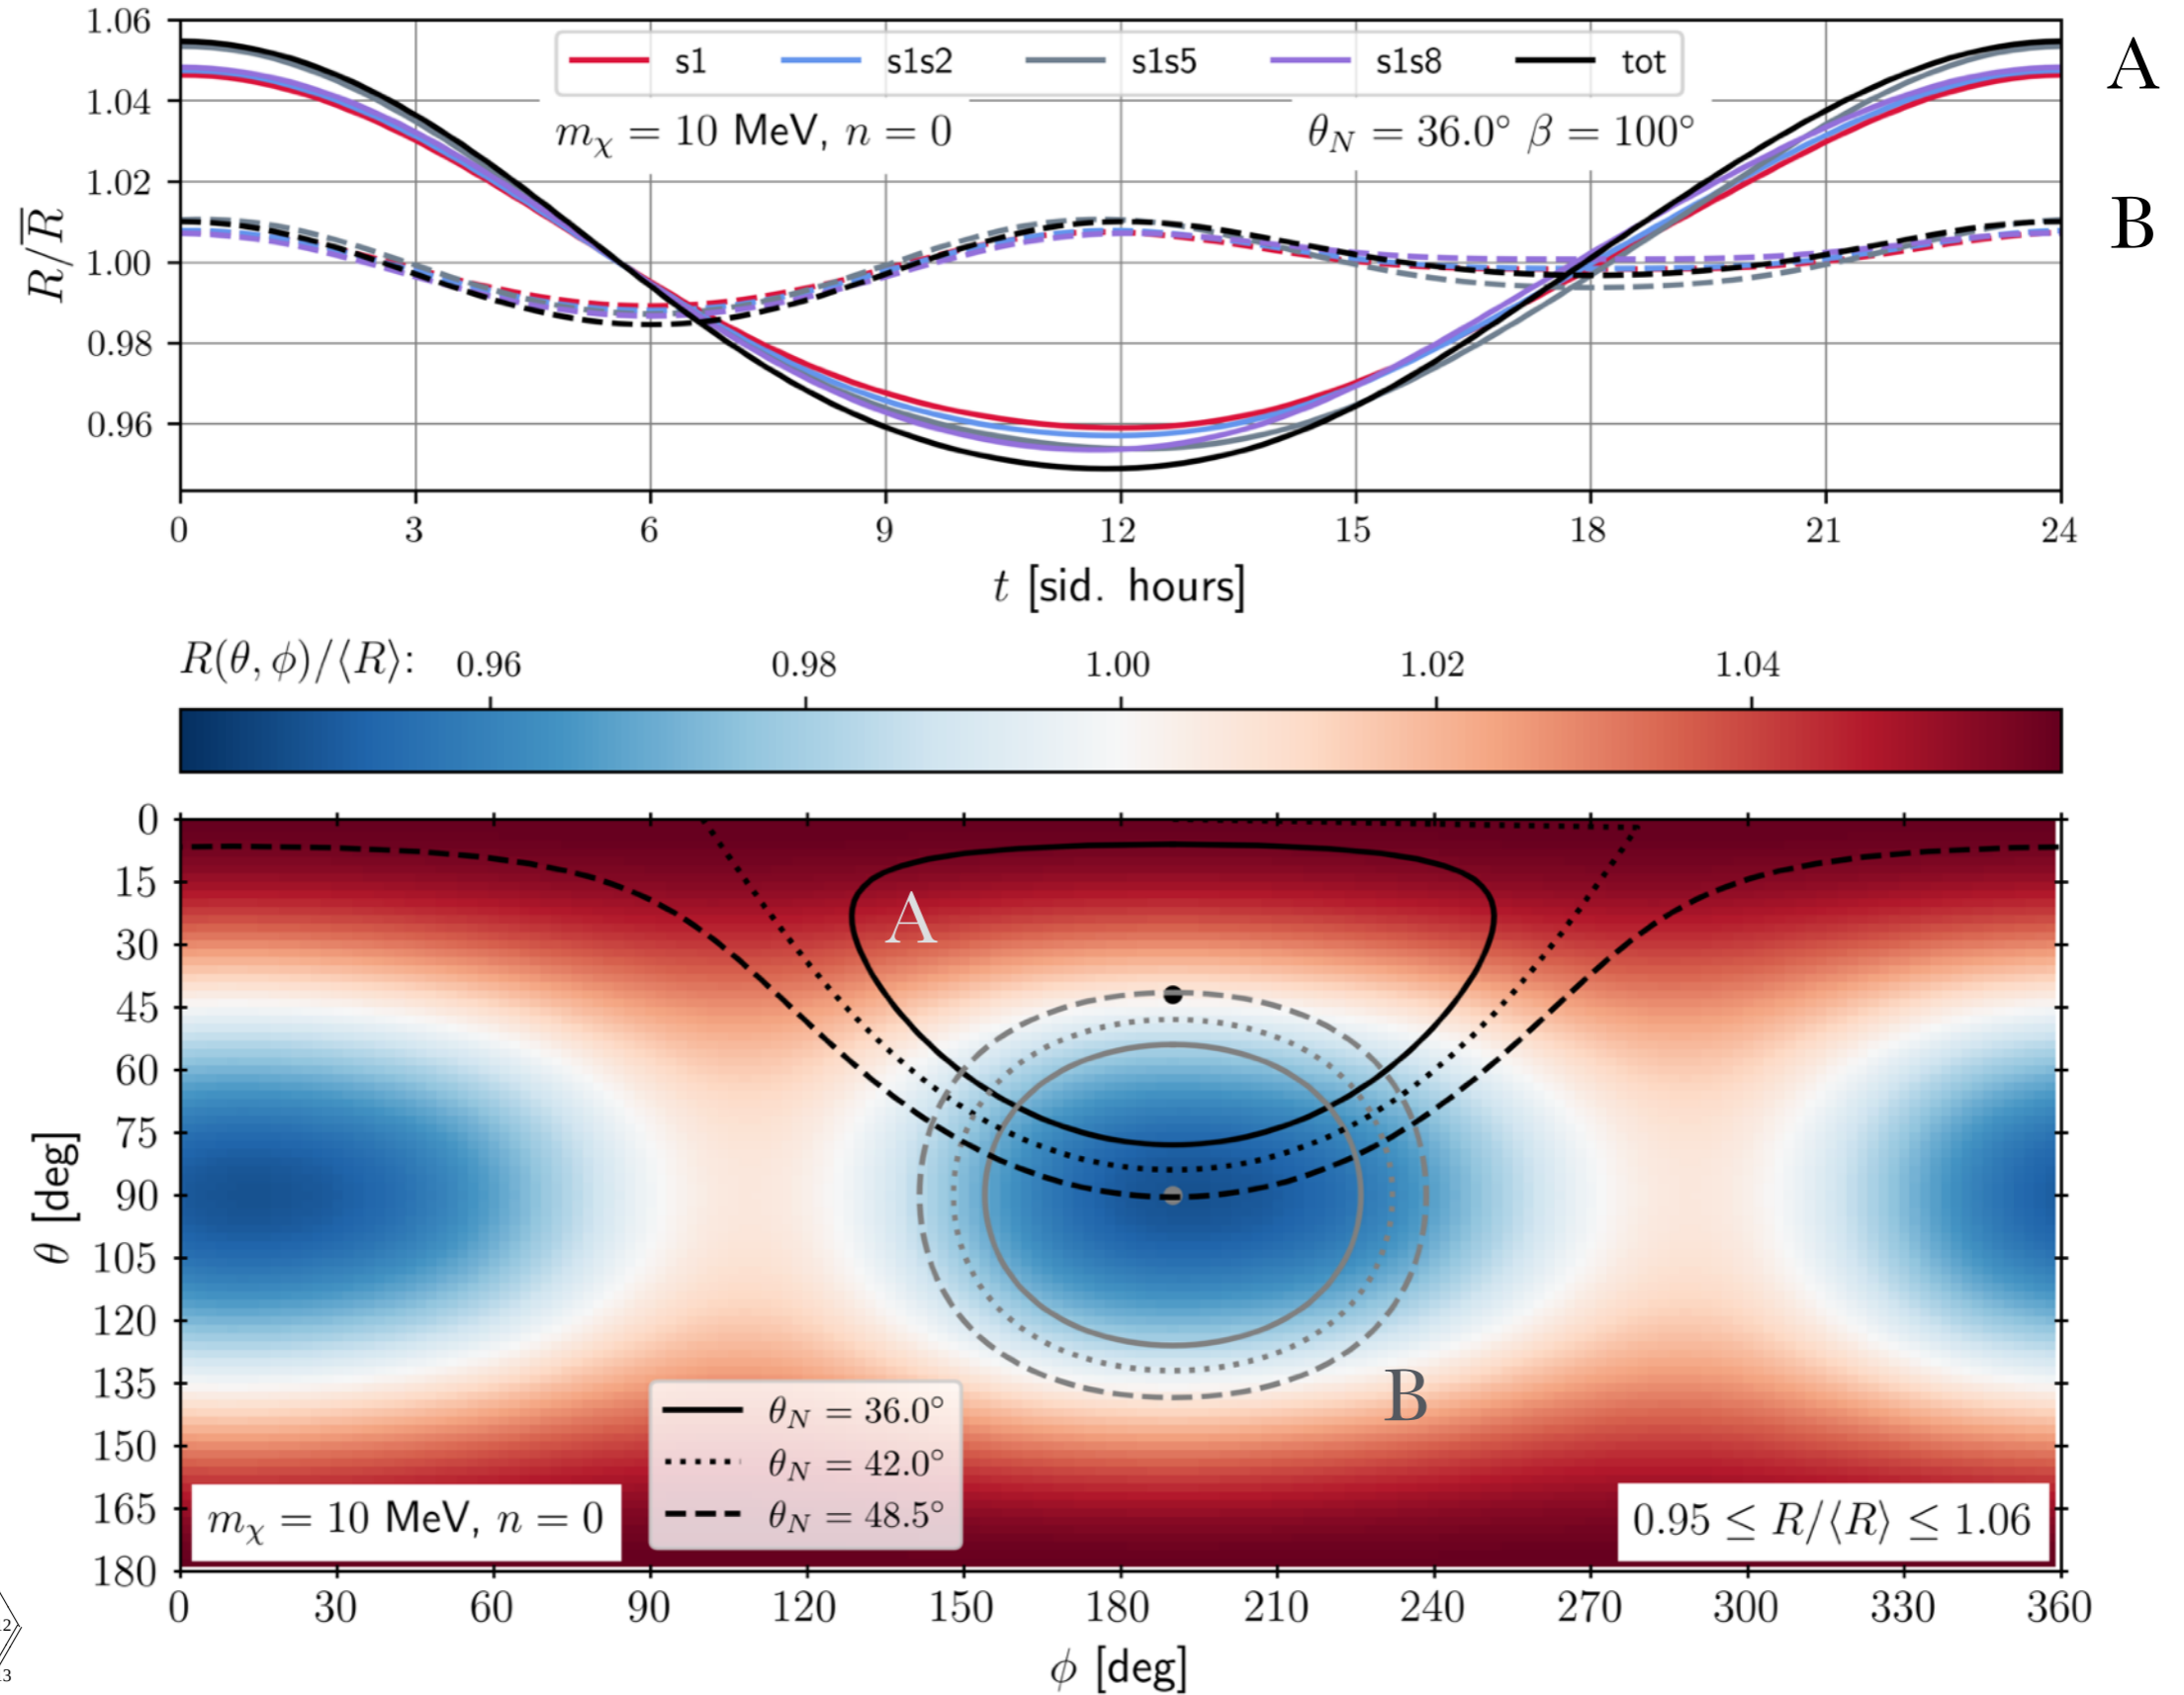 1.06
1.04
1.02
1.00
0.98
0.96
R/R̅
s1 s1s2 s1s5 s1s8 tot
m_χ = 10 MeV, n = 0
θ_N = 36.0° β = 100°
A
B
0 3 6 9 12 15 18 21 24
t [sid. hours]
R(θ, ϕ)/⟨R⟩: 0.96 0.98 1.00 1.02 1.04
0
15
30
45
60
75
90
105
120
135
150
165
180
θ [deg]
A
B
θ_N = 36.0°
θ_N = 42.0°
θ_N = 48.5°
m_χ = 10 MeV, n = 0
0.95 ≤ R/⟨R⟩ ≤ 1.06
0 30 60 90 120 150 180 210 240 270 300 330 360
ϕ [deg]
12
13